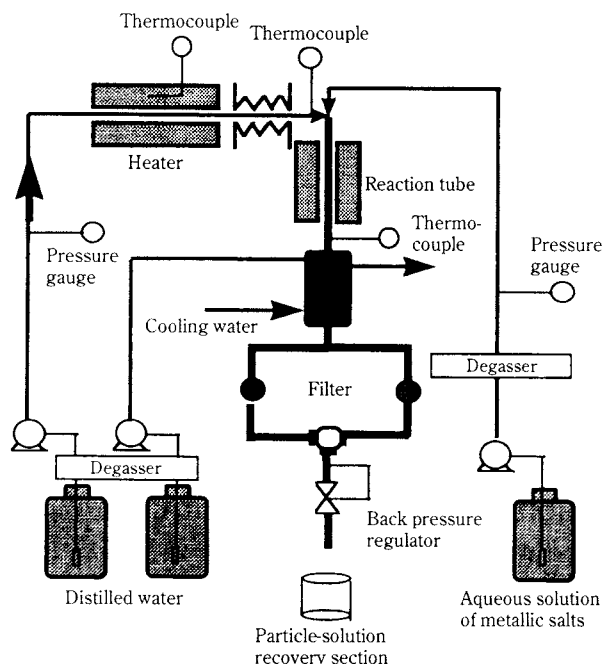 Thermocouple
Thermocouple
Heater
Reaction tube
Thermo-
couple
Pressure
gauge
Pressure
gauge
Cooling water
Degasser
Filter
Degasser
Back pressure
regulator
Distilled water
Aqueous solution
of metallic salts
Particle-solution
recovery section